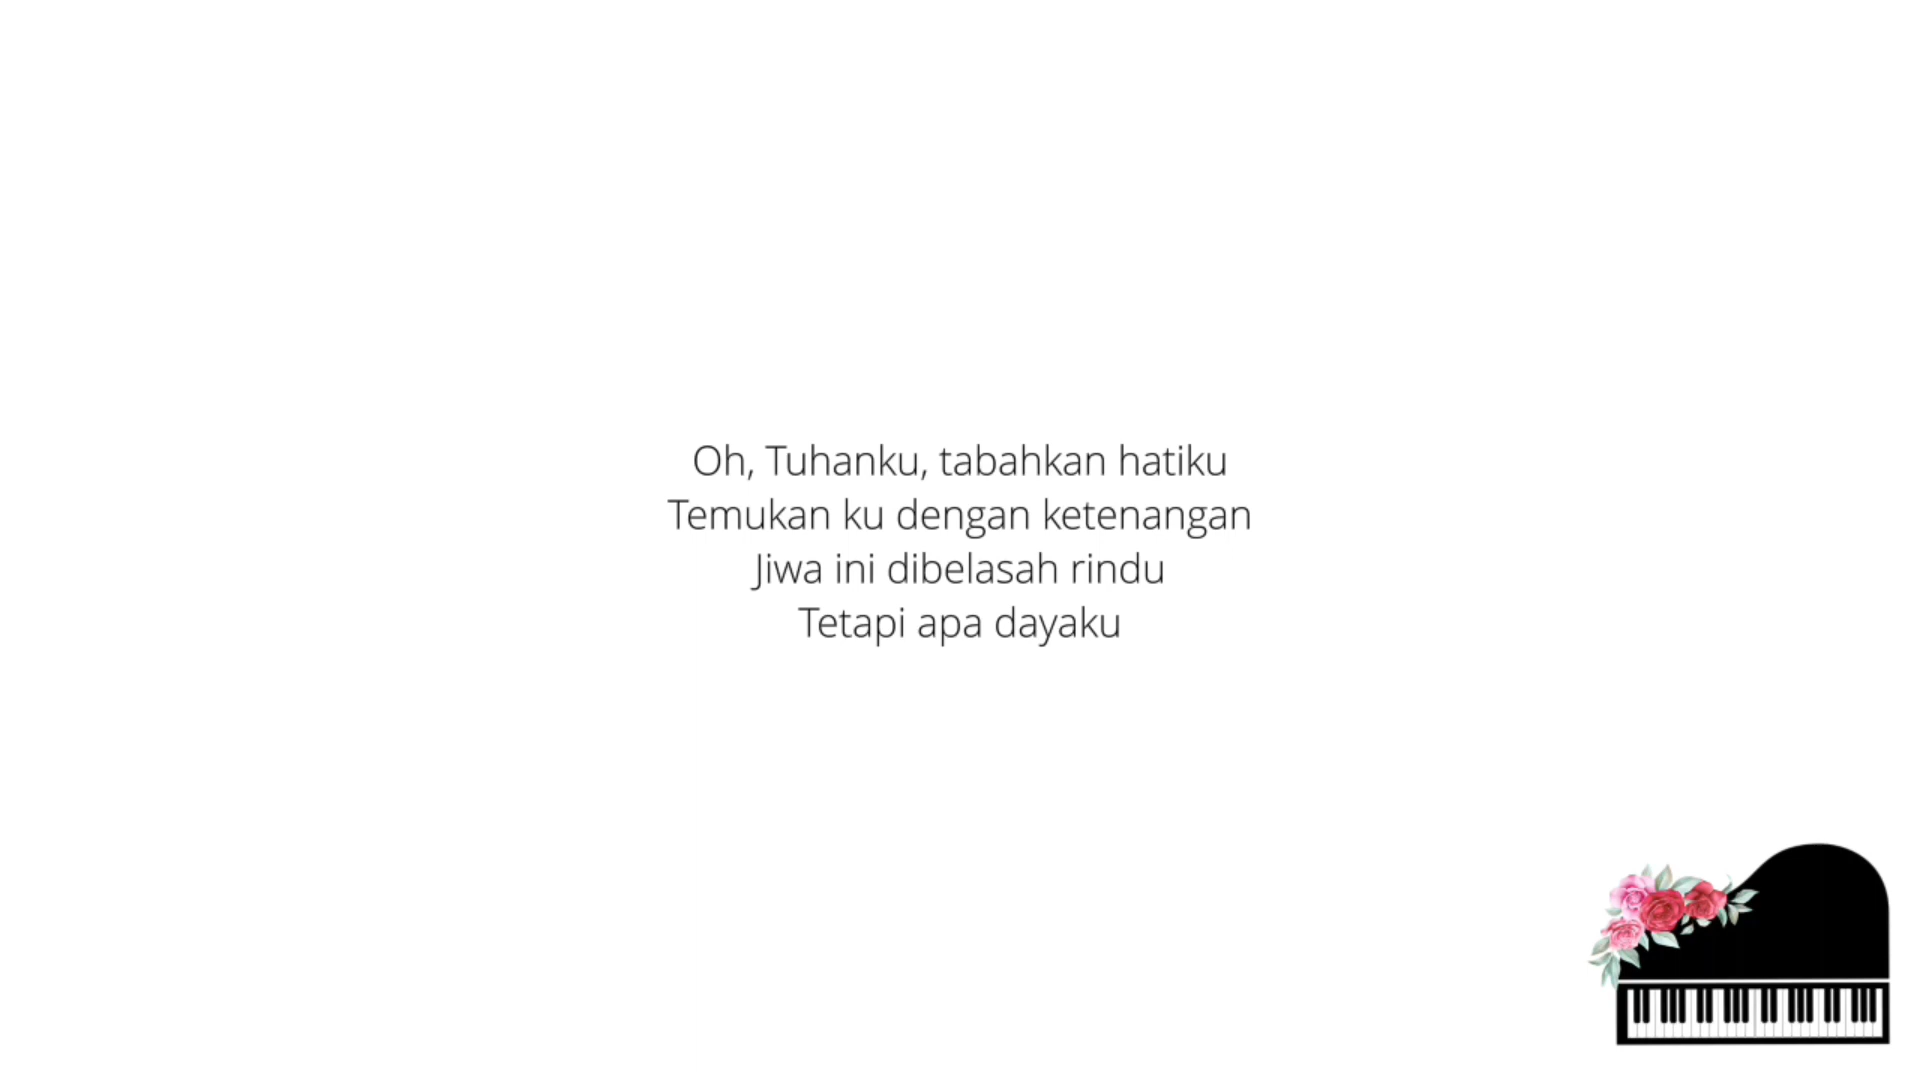 Oh, Tuhanku, tabahkan hatiku
Temukan ku dengan ketenangan
Jiwa ini dibelasah rindu
Tetapi apa dayaku